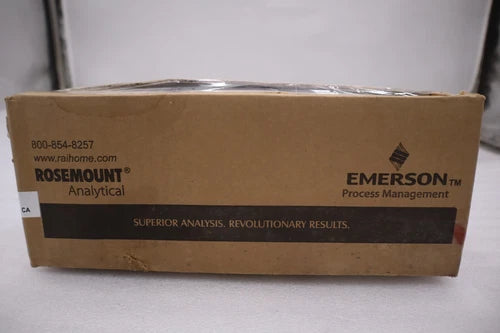 800-854-8257
www.raihome.com
ROSEMOUNT®
Analytical
EMERSON™
Process Management
CA
SUPERIOR ANALYSIS. REVOLUTIONARY RESULTS.